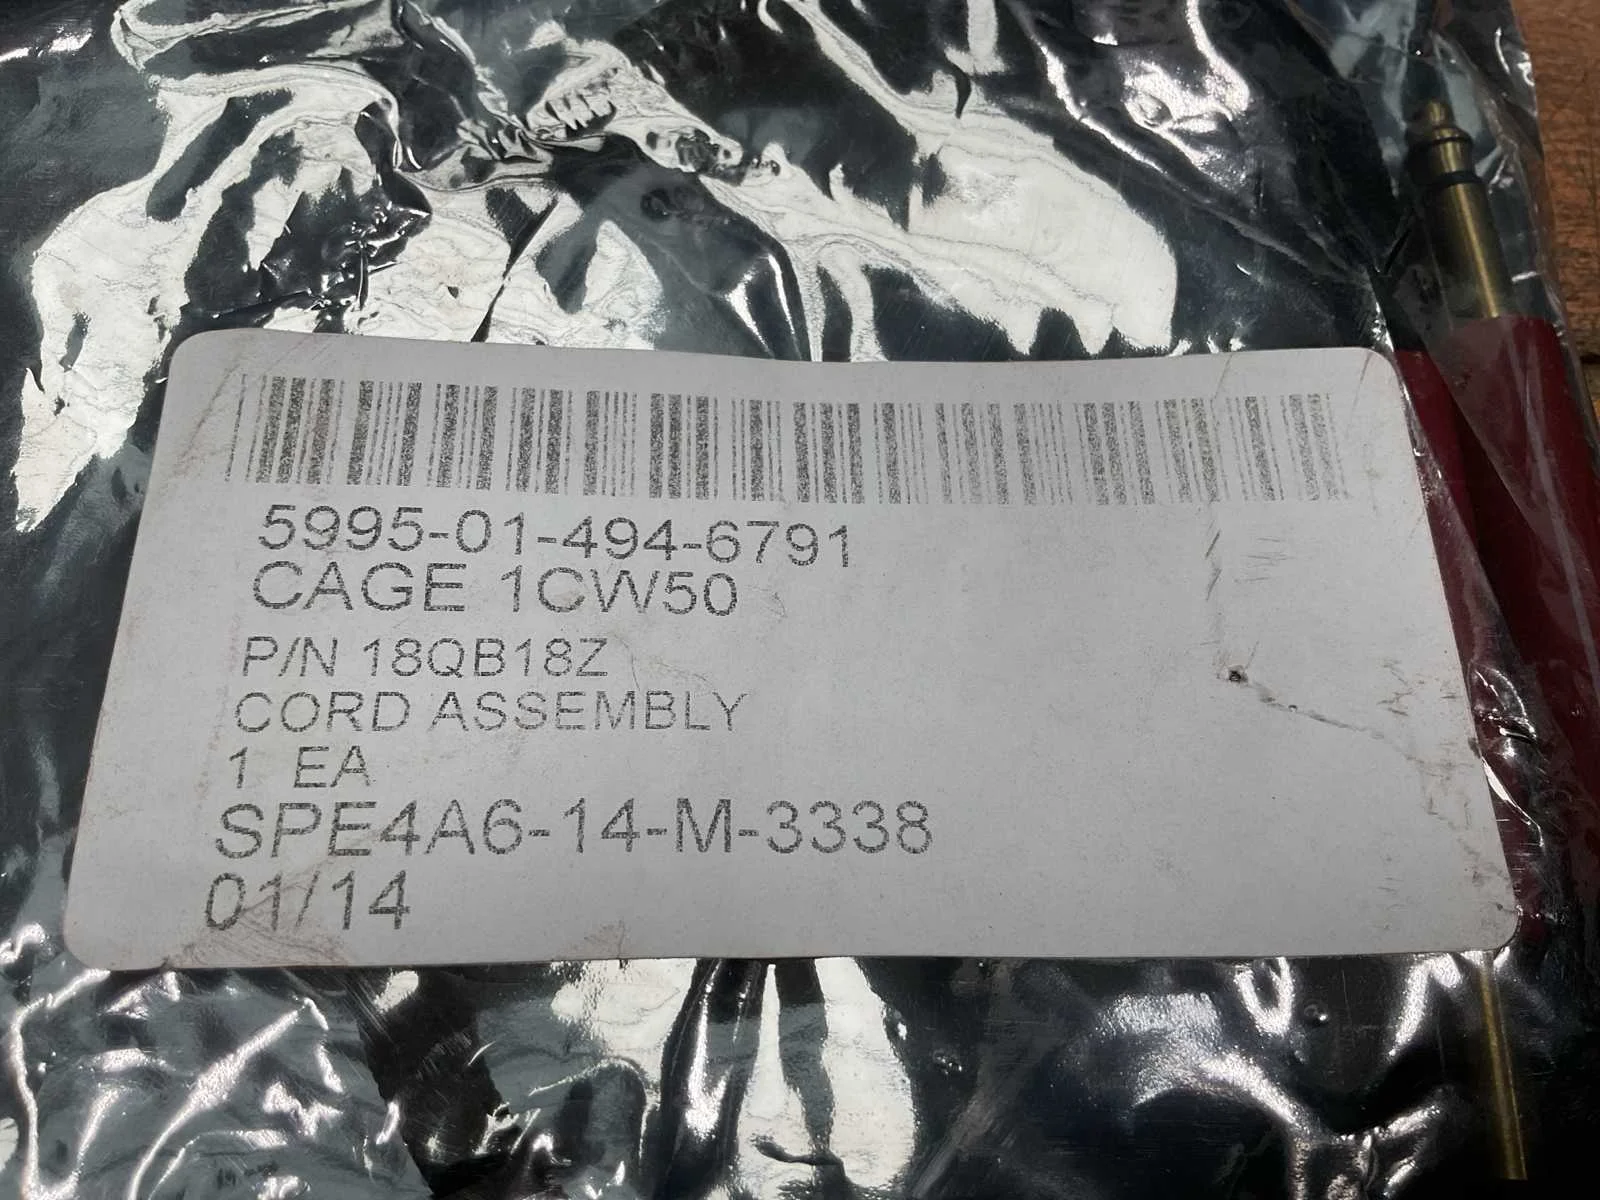 5995-01-494-6791
CAGE 1CW50
P/N 18QB18Z
CORD ASSEMBLY
1 EA
SPE4A6-14-M-3338
01/14